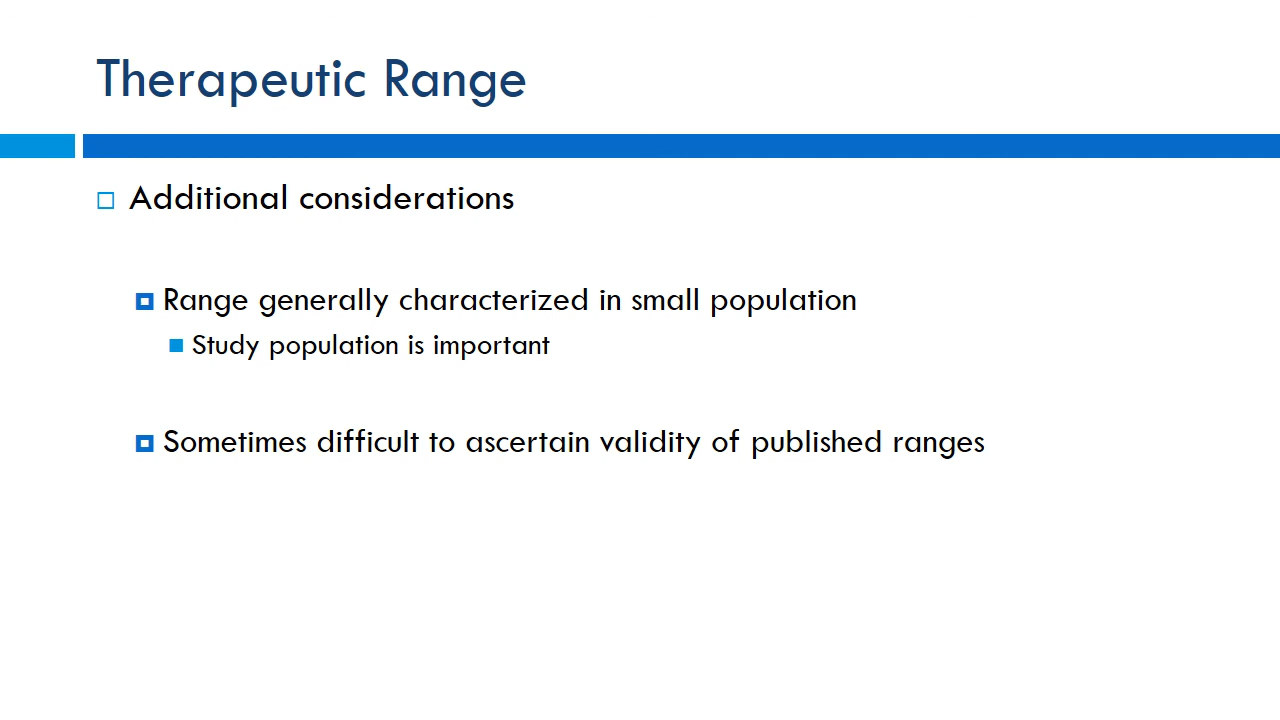 Therapeutic Range
Additional considerations
Range generally characterized in small population
Study population is important
Sometimes difficult to ascertain validity of published ranges